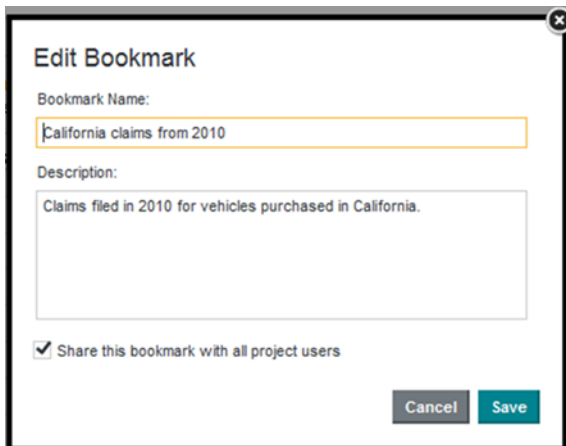 Edit Bookmark
Bookmark Name:
California claims from 2010
Description:
Claims filed in 2010 for vehicles purchased in California.
Share this bookmark with all project users
Cancel Save